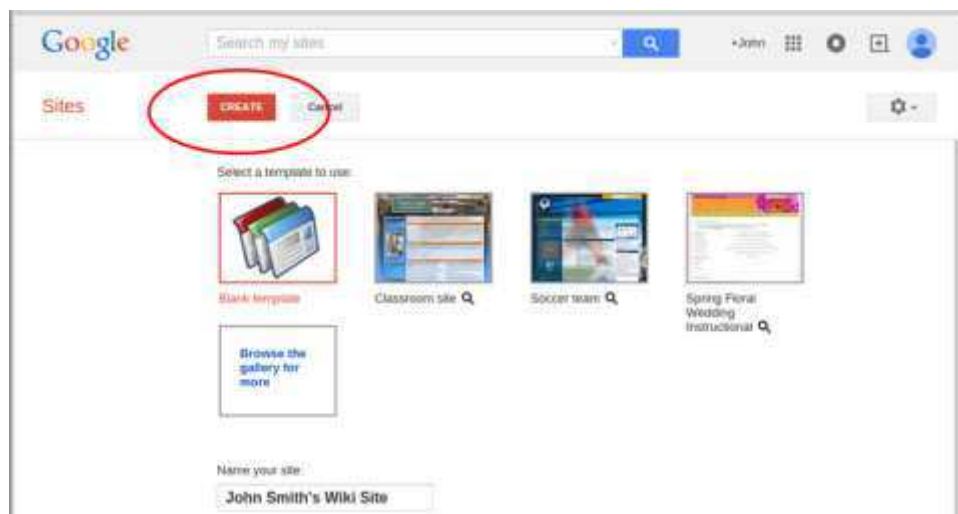 Google
Search my sites
+John
Sites
CREATE
Cancel
Select a template to use:
Blank template
Classroom site
Soccer team
Spring Floral
Wedding
Instructional
Browse the
gallery for
more
Name your site:
John Smith's Wiki Site